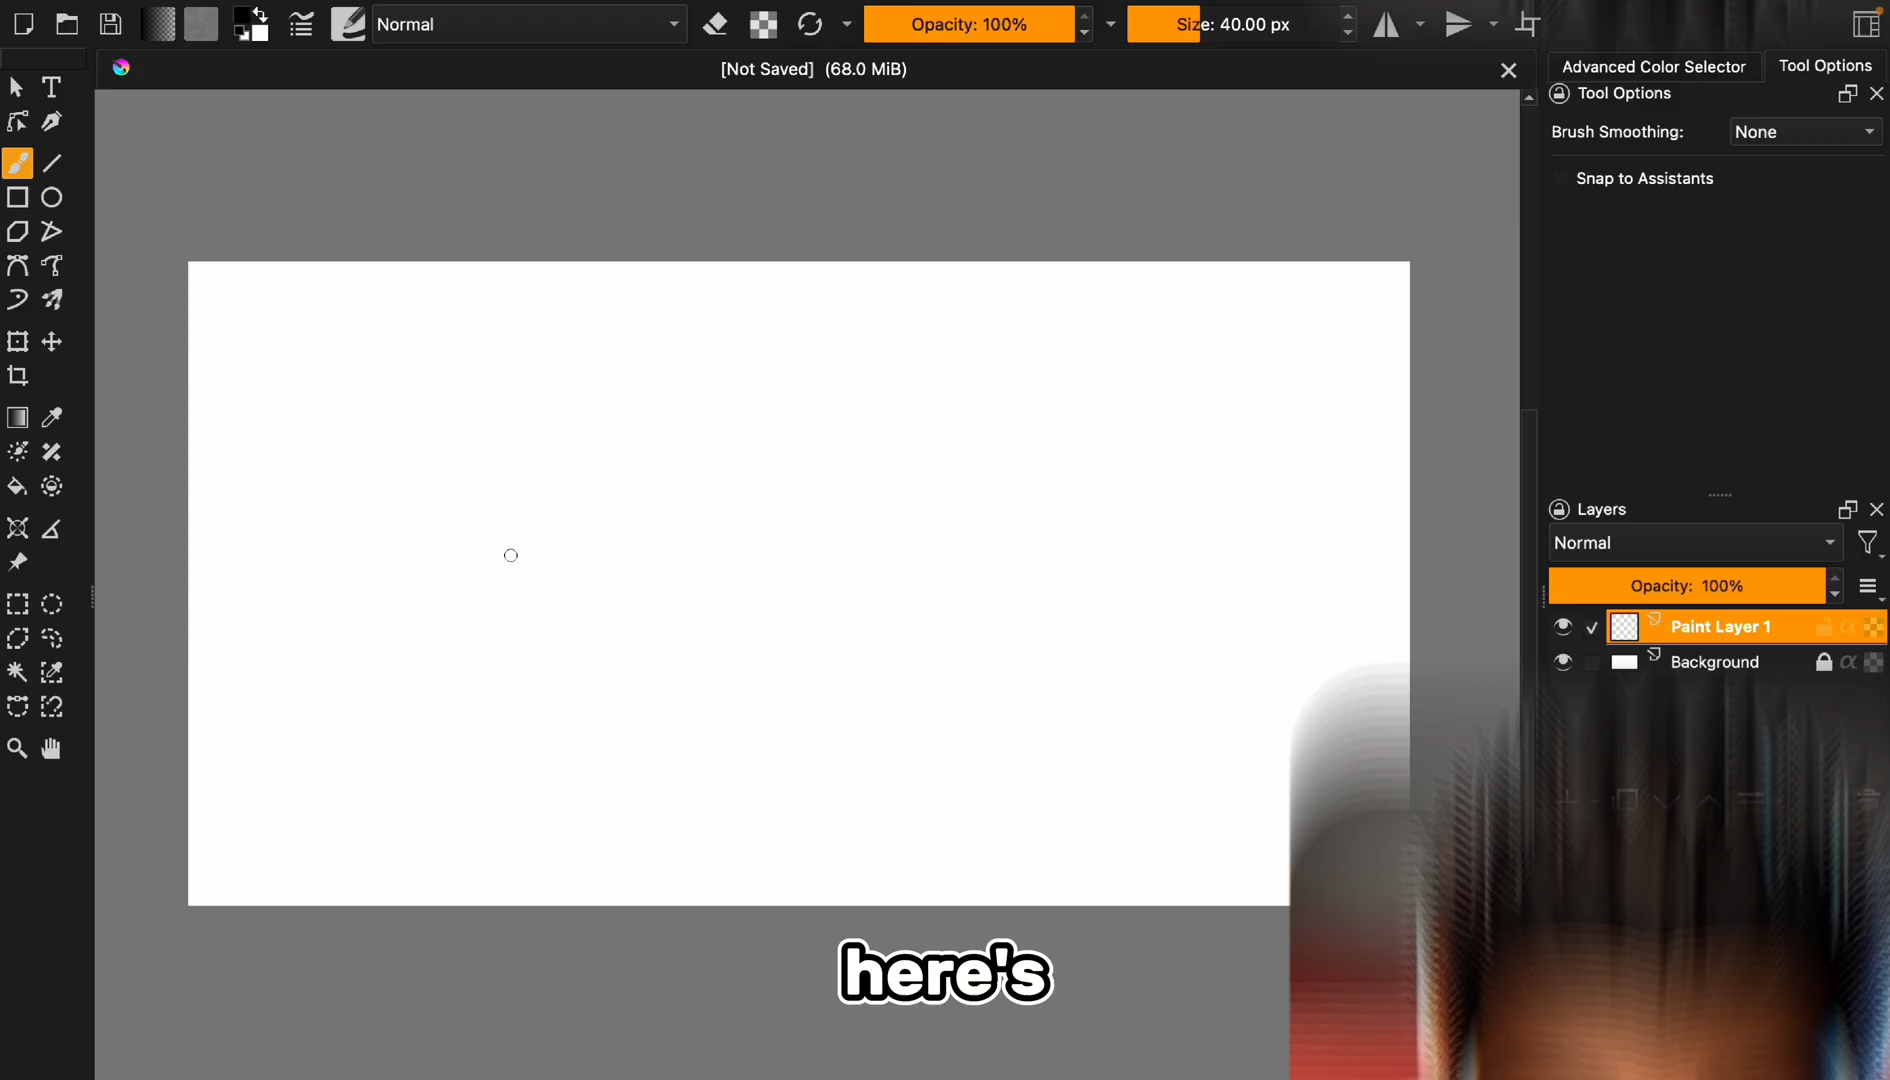 Normal
Opacity: 100%
Size: 40.00 px
[Not Saved] (68.0 MiB)
Advanced Color Selector
Tool Options
Tool Options
Brush Smoothing:
None
Snap to Assistants
Layers
Normal
Opacity: 100%
Paint Layer 1
Background
here's